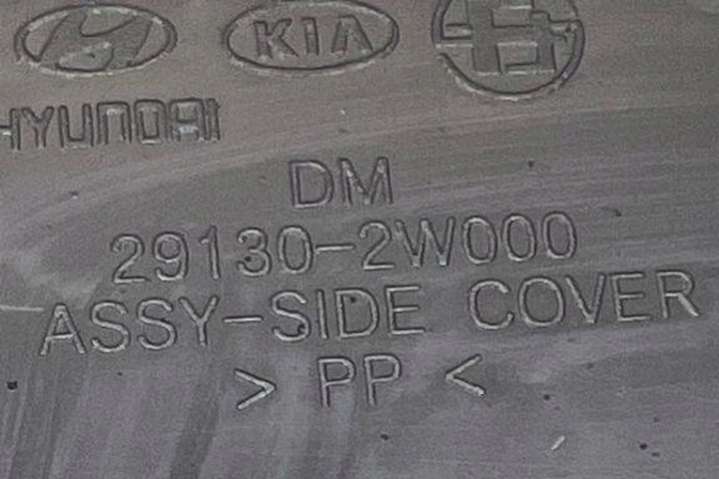 KIA
HYUNDAI
DM
29130-2W000
ASSY-SIDE COVER
> PP <